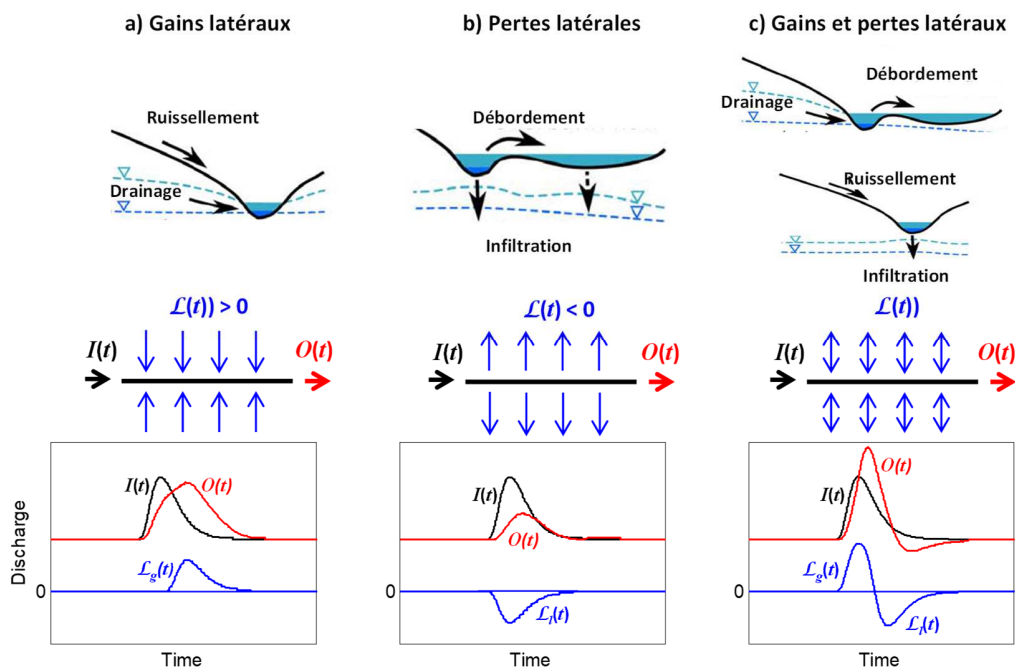 a) Gains latéraux
b) Pertes latérales
c) Gains et pertes latéraux
Ruissellement
Drainage
Débordement
Infiltration
Débordement
Drainage
Ruissellement
Infiltration
ℒ(t)) > 0
ℒ(t) < 0
ℒ(t))
I(t)
O(t)
I(t)
O(t)
I(t)
O(t)
Discharge
0
I(t)
O(t)
ℒg(t)
Time
0
I(t)
O(t)
ℒl(t)
Time
0
I(t)
O(t)
ℒg(t)
ℒl(t)
Time